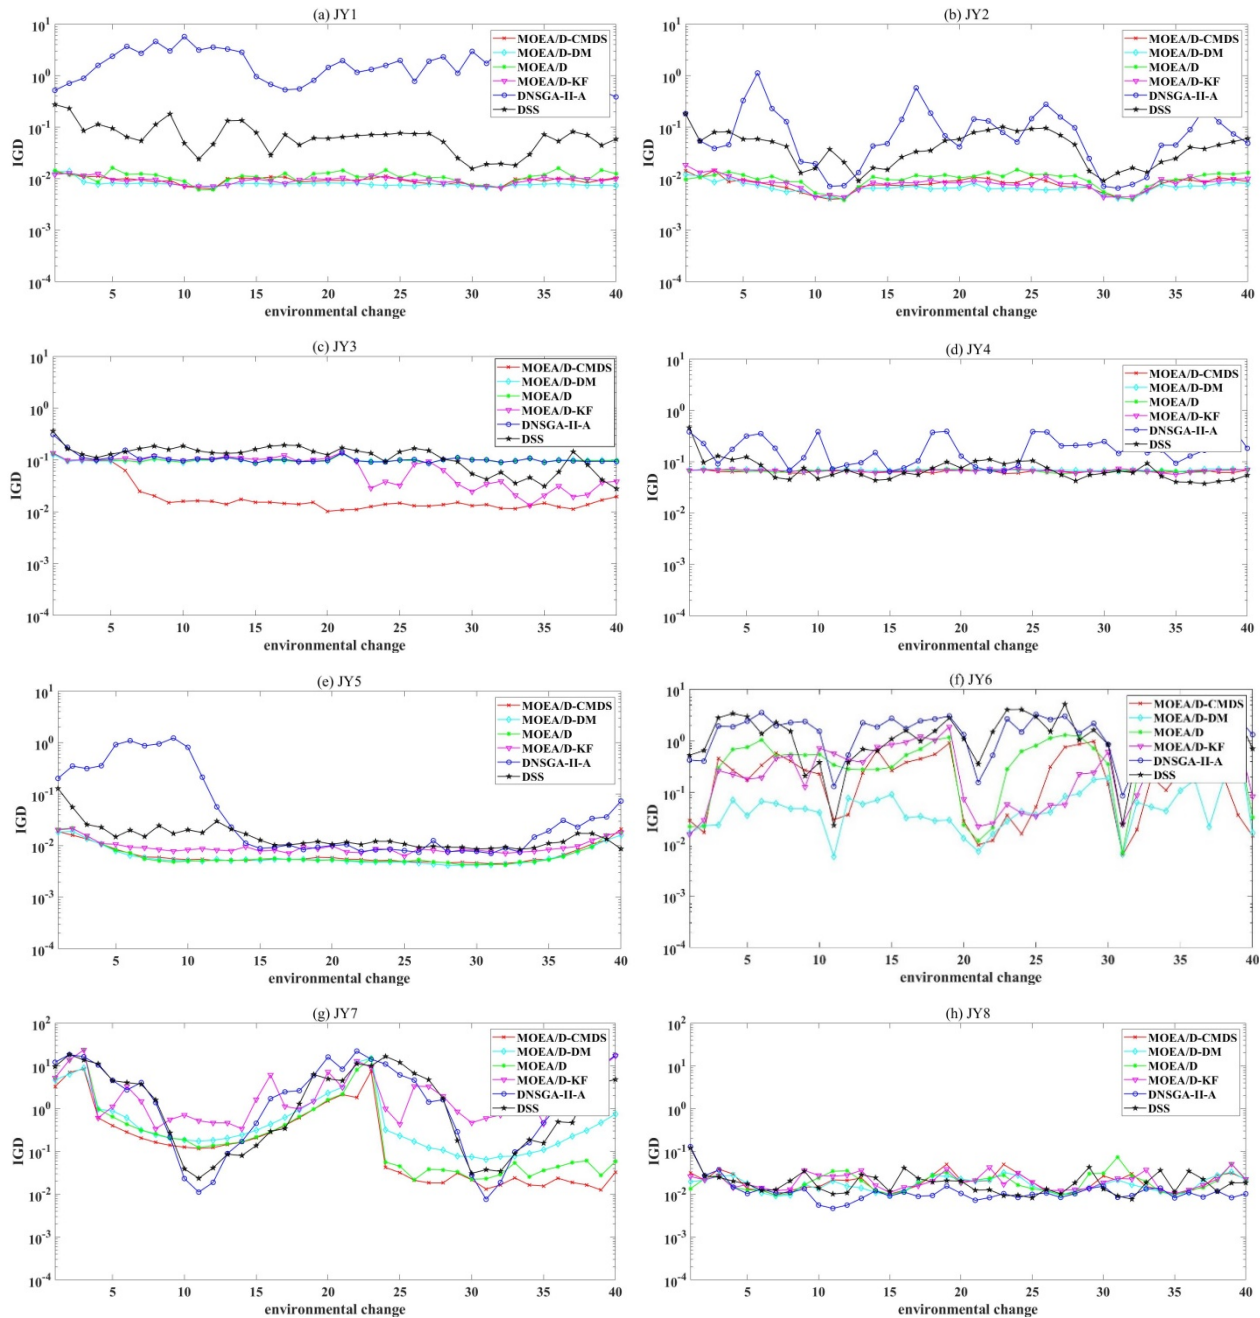 (a) JY1
10^1
10^0
10^-1
10^-2
10^-3
10^-4
IGD
5 10 15 20 25 30 35 40
environmental change
MOEA/D-CMDS
MOEA/D-DM
MOEA/D
MOEA/D-KF
DNSGA-II-A
DSS
(b) JY2
10^1
10^0
10^-1
10^-2
10^-3
10^-4
IGD
5 10 15 20 25 30 35 40
environmental change
MOEA/D-CMDS
MOEA/D-DM
MOEA/D
MOEA/D-KF
DNSGA-II-A
DSS
(c) JY3
10^1
10^0
10^-1
10^-2
10^-3
10^-4
IGD
5 10 15 20 25 30 35 40
environmental change
MOEA/D-CMDS
MOEA/D-DM
MOEA/D
MOEA/D-KF
DNSGA-II-A
DSS
(d) JY4
10^1
10^0
10^-1
10^-2
10^-3
10^-4
IGD
5 10 15 20 25 30 35 40
environmental change
MOEA/D-CMDS
MOEA/D-DM
MOEA/D
MOEA/D-KF
DNSGA-II-A
DSS
(e) JY5
10^1
10^0
10^-1
10^-2
10^-3
10^-4
IGD
5 10 15 20 25 30 35 40
environmental change
MOEA/D-CMDS
MOEA/D-DM
MOEA/D
MOEA/D-KF
DNSGA-II-A
DSS
(f) JY6
10^1
10^0
10^-1
10^-2
10^-3
10^-4
IGD
5 10 15 20 25 30 35 40
environmental change
MOEA/D-CMDS
MOEA/D-DM
MOEA/D
MOEA/D-KF
DNSGA-II-A
DSS
(g) JY7
10^2
10^1
10^0
10^-1
10^-2
10^-3
10^-4
IGD
5 10 15 20 25 30 35 40
environmental change
MOEA/D-CMDS
MOEA/D-DM
MOEA/D
MOEA/D-KF
DNSGA-II-A
DSS
(h) JY8
10^2
10^1
10^0
10^-1
10^-2
10^-3
10^-4
IGD
5 10 15 20 25 30 35 40
environmental change
MOEA/D-CMDS
MOEA/D-DM
MOEA/D
MOEA/D-KF
DNSGA-II-A
DSS